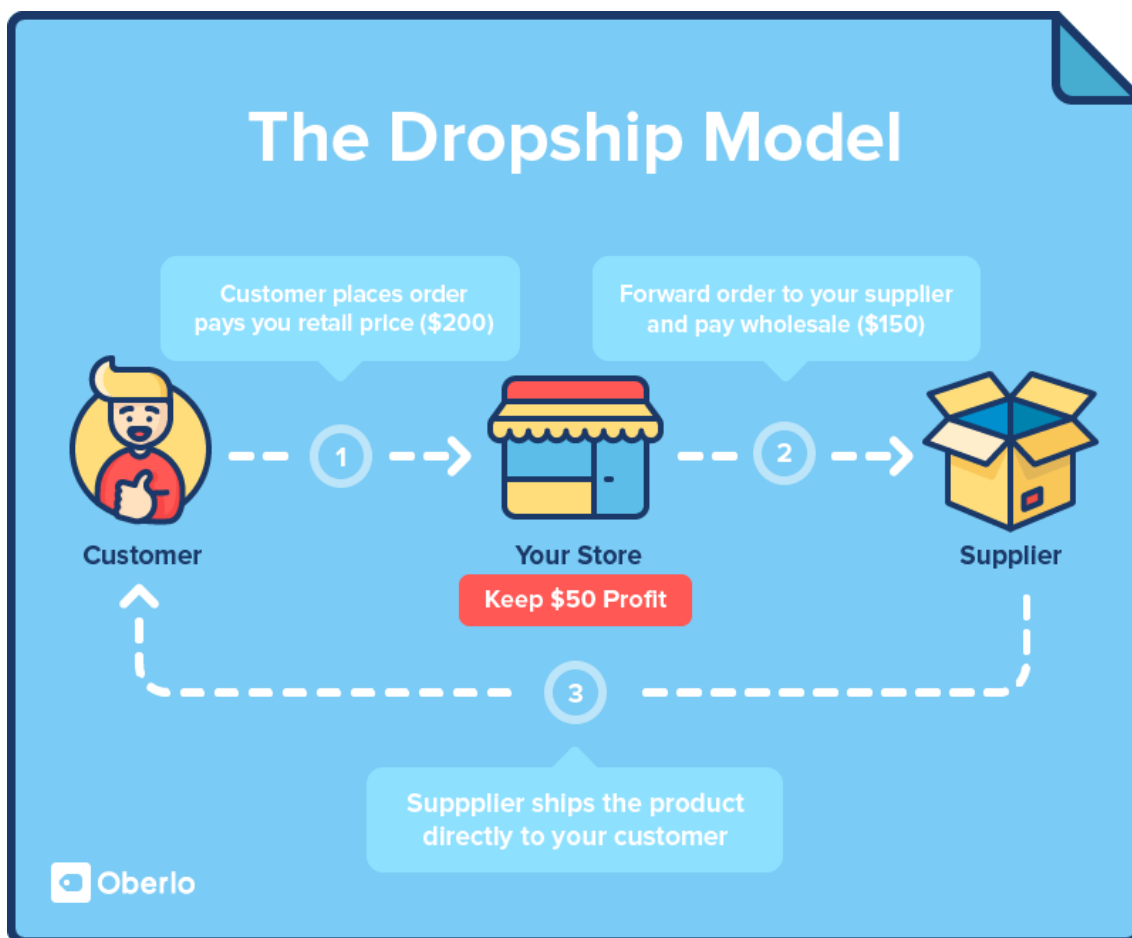 The Dropship Model
Customer places order
pays you retail price ($200)
Forward order to your supplier
and pay wholesale ($150)
1
2
Customer
Your Store
Supplier
Keep $50 Profit
3
Suppplier ships the product
directly to your customer
Oberlo